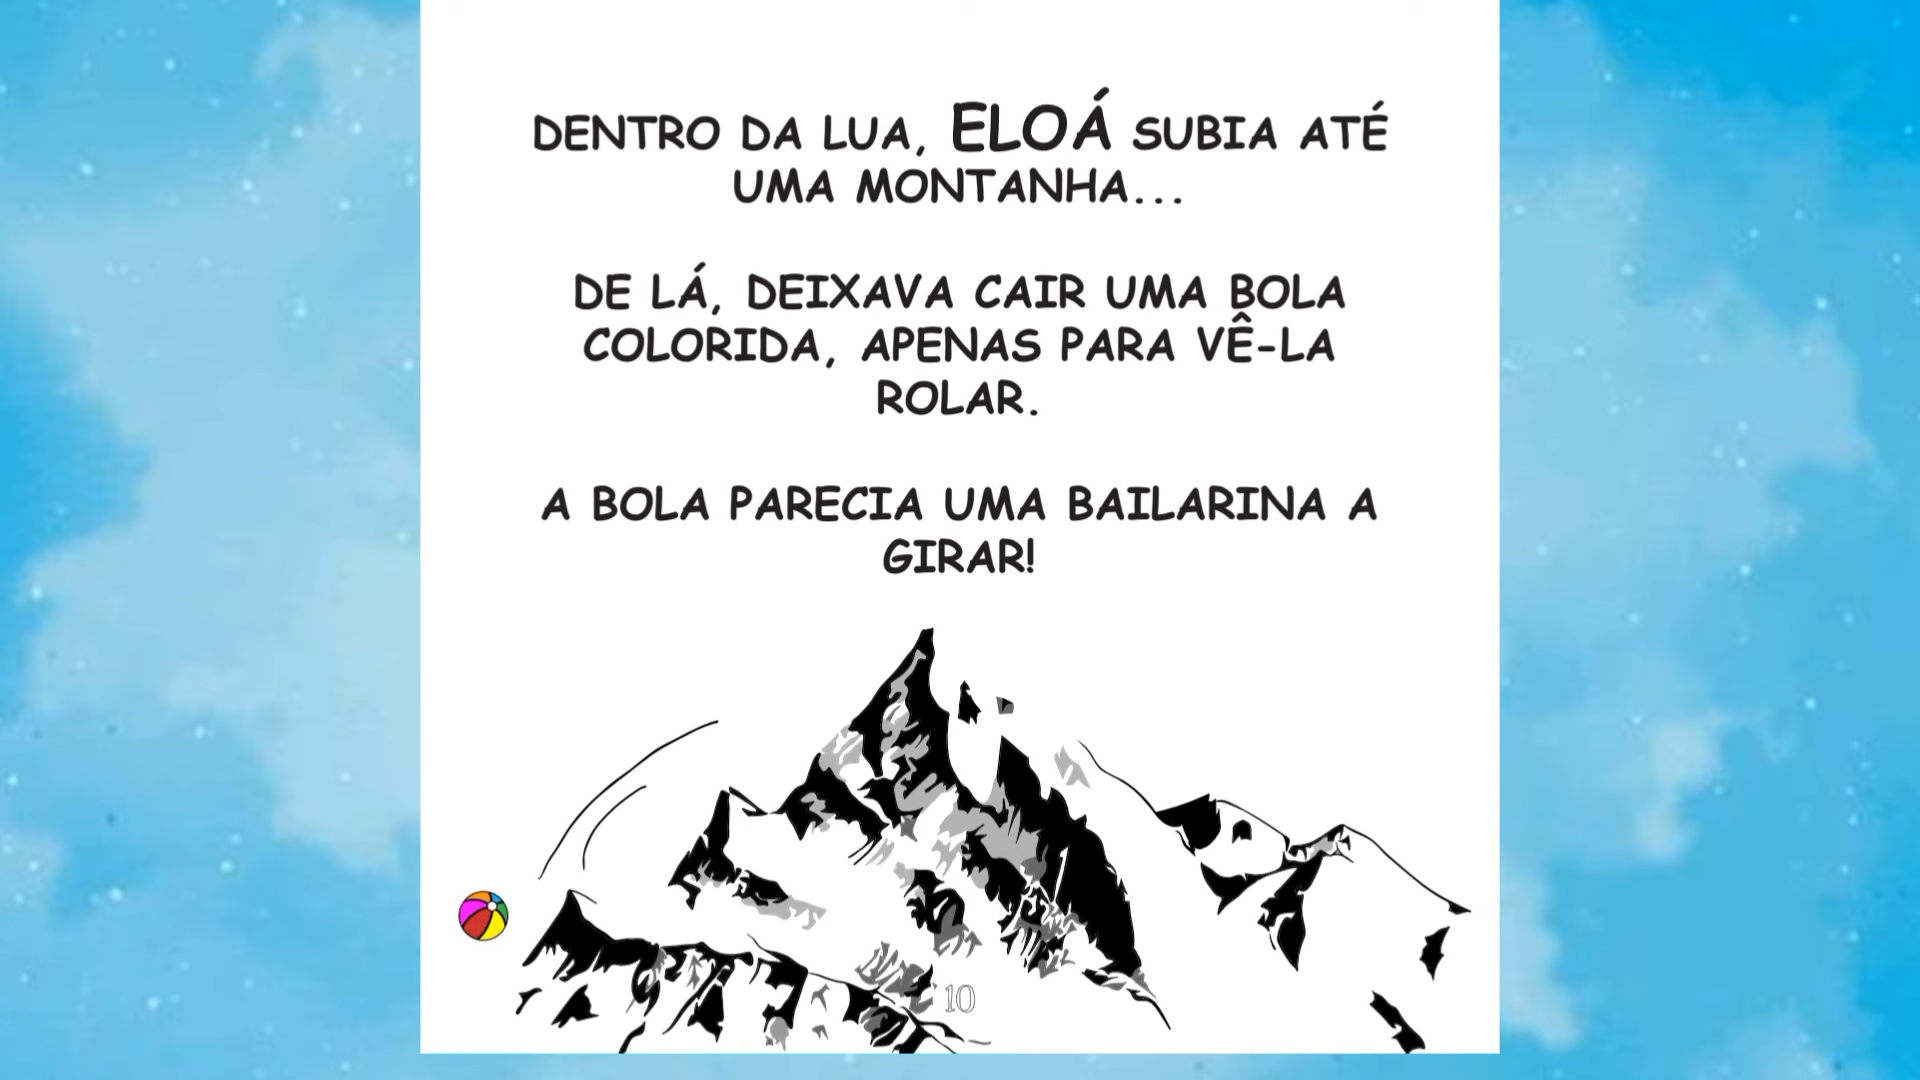 DENTRO DA LUA, ELOÁ SUBIA ATÉ
UMA MONTANHA...
DE LÁ, DEIXAVA CAIR UMA BOLA
COLORIDA, APENAS PARA VÊ-LA
ROLAR.
A BOLA PARECIA UMA BAILARINA A
GIRAR!
10